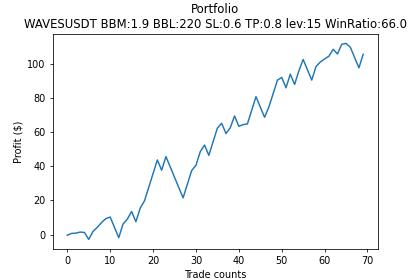 Portfolio
WAVESUSDT BBM:1.9 BBL:220 SL:0.6 TP:0.8 lev:15 WinRatio:66.0
100
80
60
40
20
0
Profit ($)
0 10 20 30 40 50 60 70
Trade counts